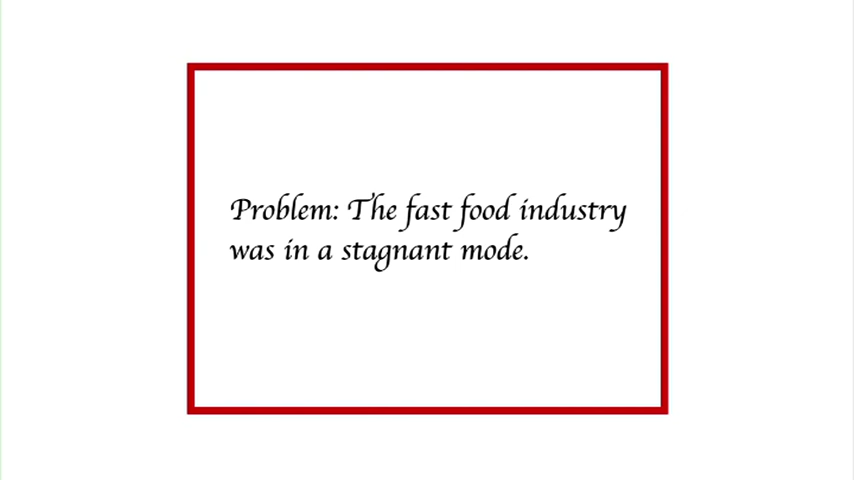 Problem: The fast food industry
was in a stagnant mode.